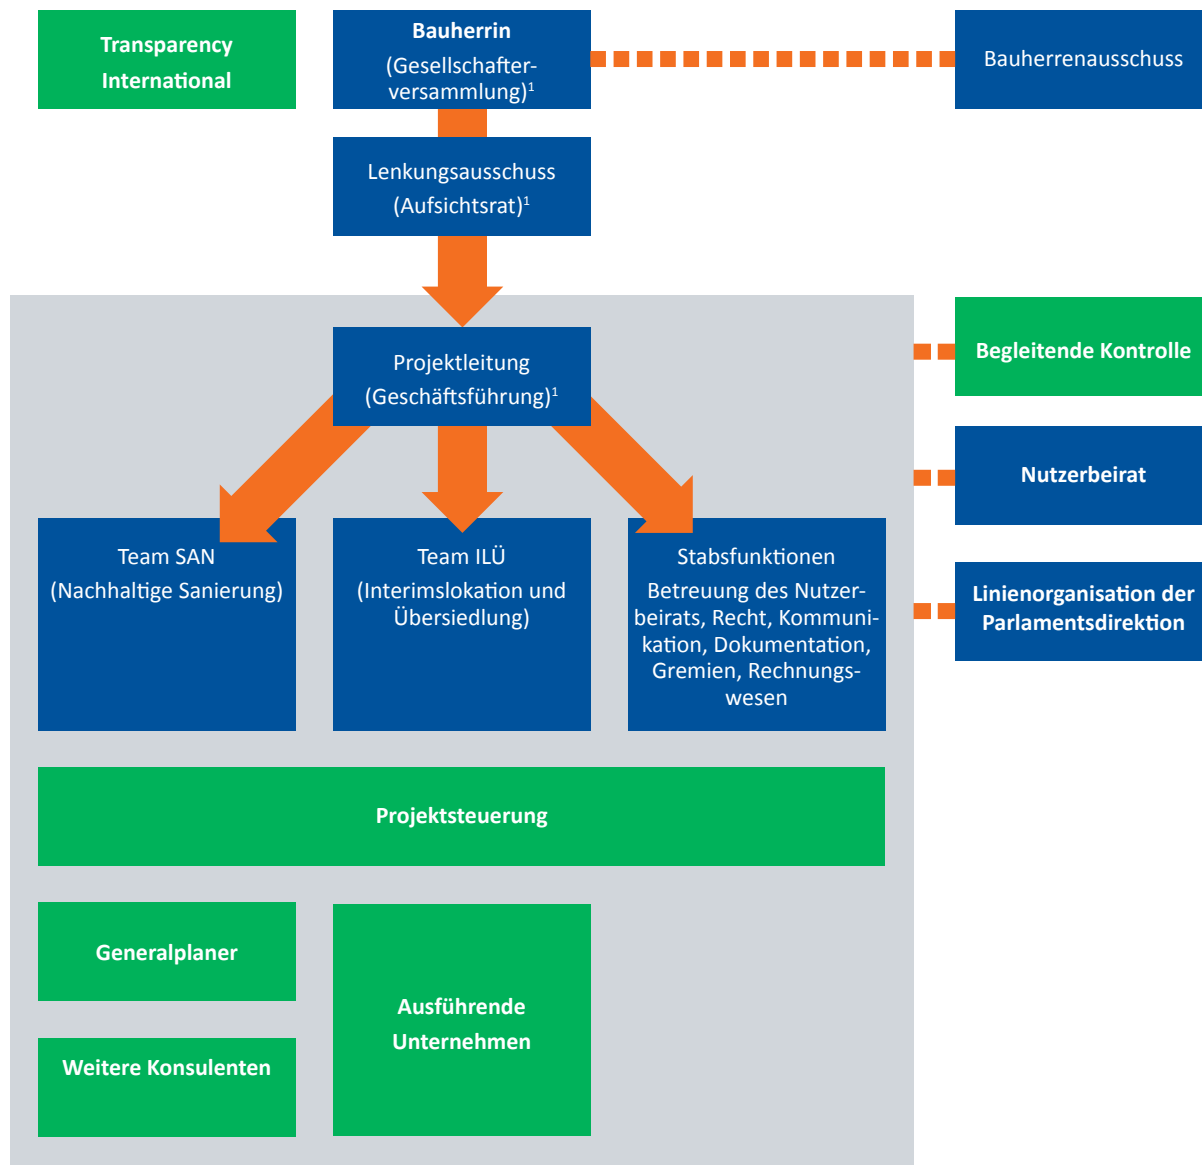 Transparency
International
Bauherrin
(Gesellschafter-
versammlung)¹
Bauherrenausschuss
Lenkungsausschuss
(Aufsichtsrat)¹
Projektleitung
(Geschäftsführung)¹
Begleitende Kontrolle
Nutzerbeirat
Linienorganisation der
Parlamentsdirektion
Team SAN
(Nachhaltige Sanierung)
Team ILÜ
(Interimslokation und
Übersiedlung)
Stabsfunktionen
Betreuung des Nutzer-
beirats, Recht, Kommuni-
kation, Dokumentation,
Gremien, Rechnungs-
wesen
Projektsteuerung
Generalplaner
Ausführende
Unternehmen
Weitere Konsulenten